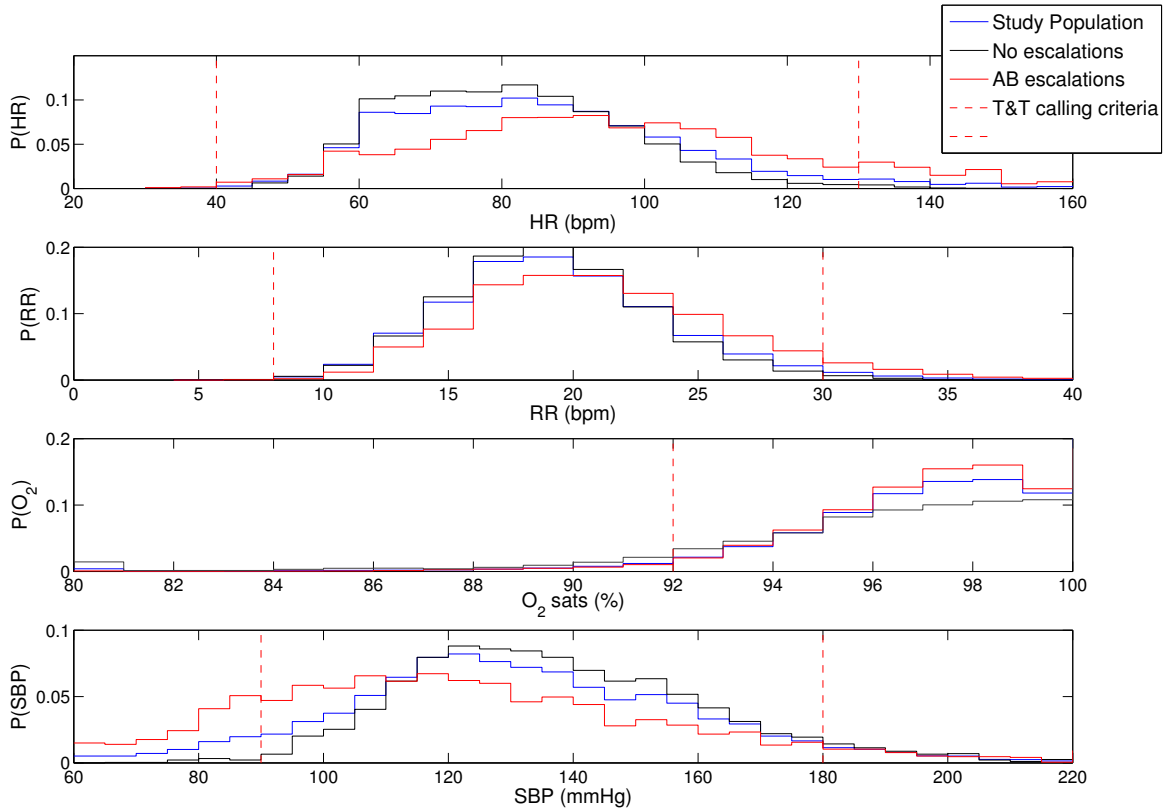 Study Population
No escalations
AB escalations
T&T calling criteria
P(HR)
0.1
0.05
0
20 40 60 80 100 120 140 160
HR (bpm)
P(RR)
0.2
0.1
0
0 5 10 15 20 25 30 35 40
RR (bpm)
P(O2)
0.2
0.1
0
80 82 84 86 88 90 92 94 96 98 100
O2 sats (%)
P(SBP)
0.1
0.05
0
60 80 100 120 140 160 180 200 220
SBP (mmHg)